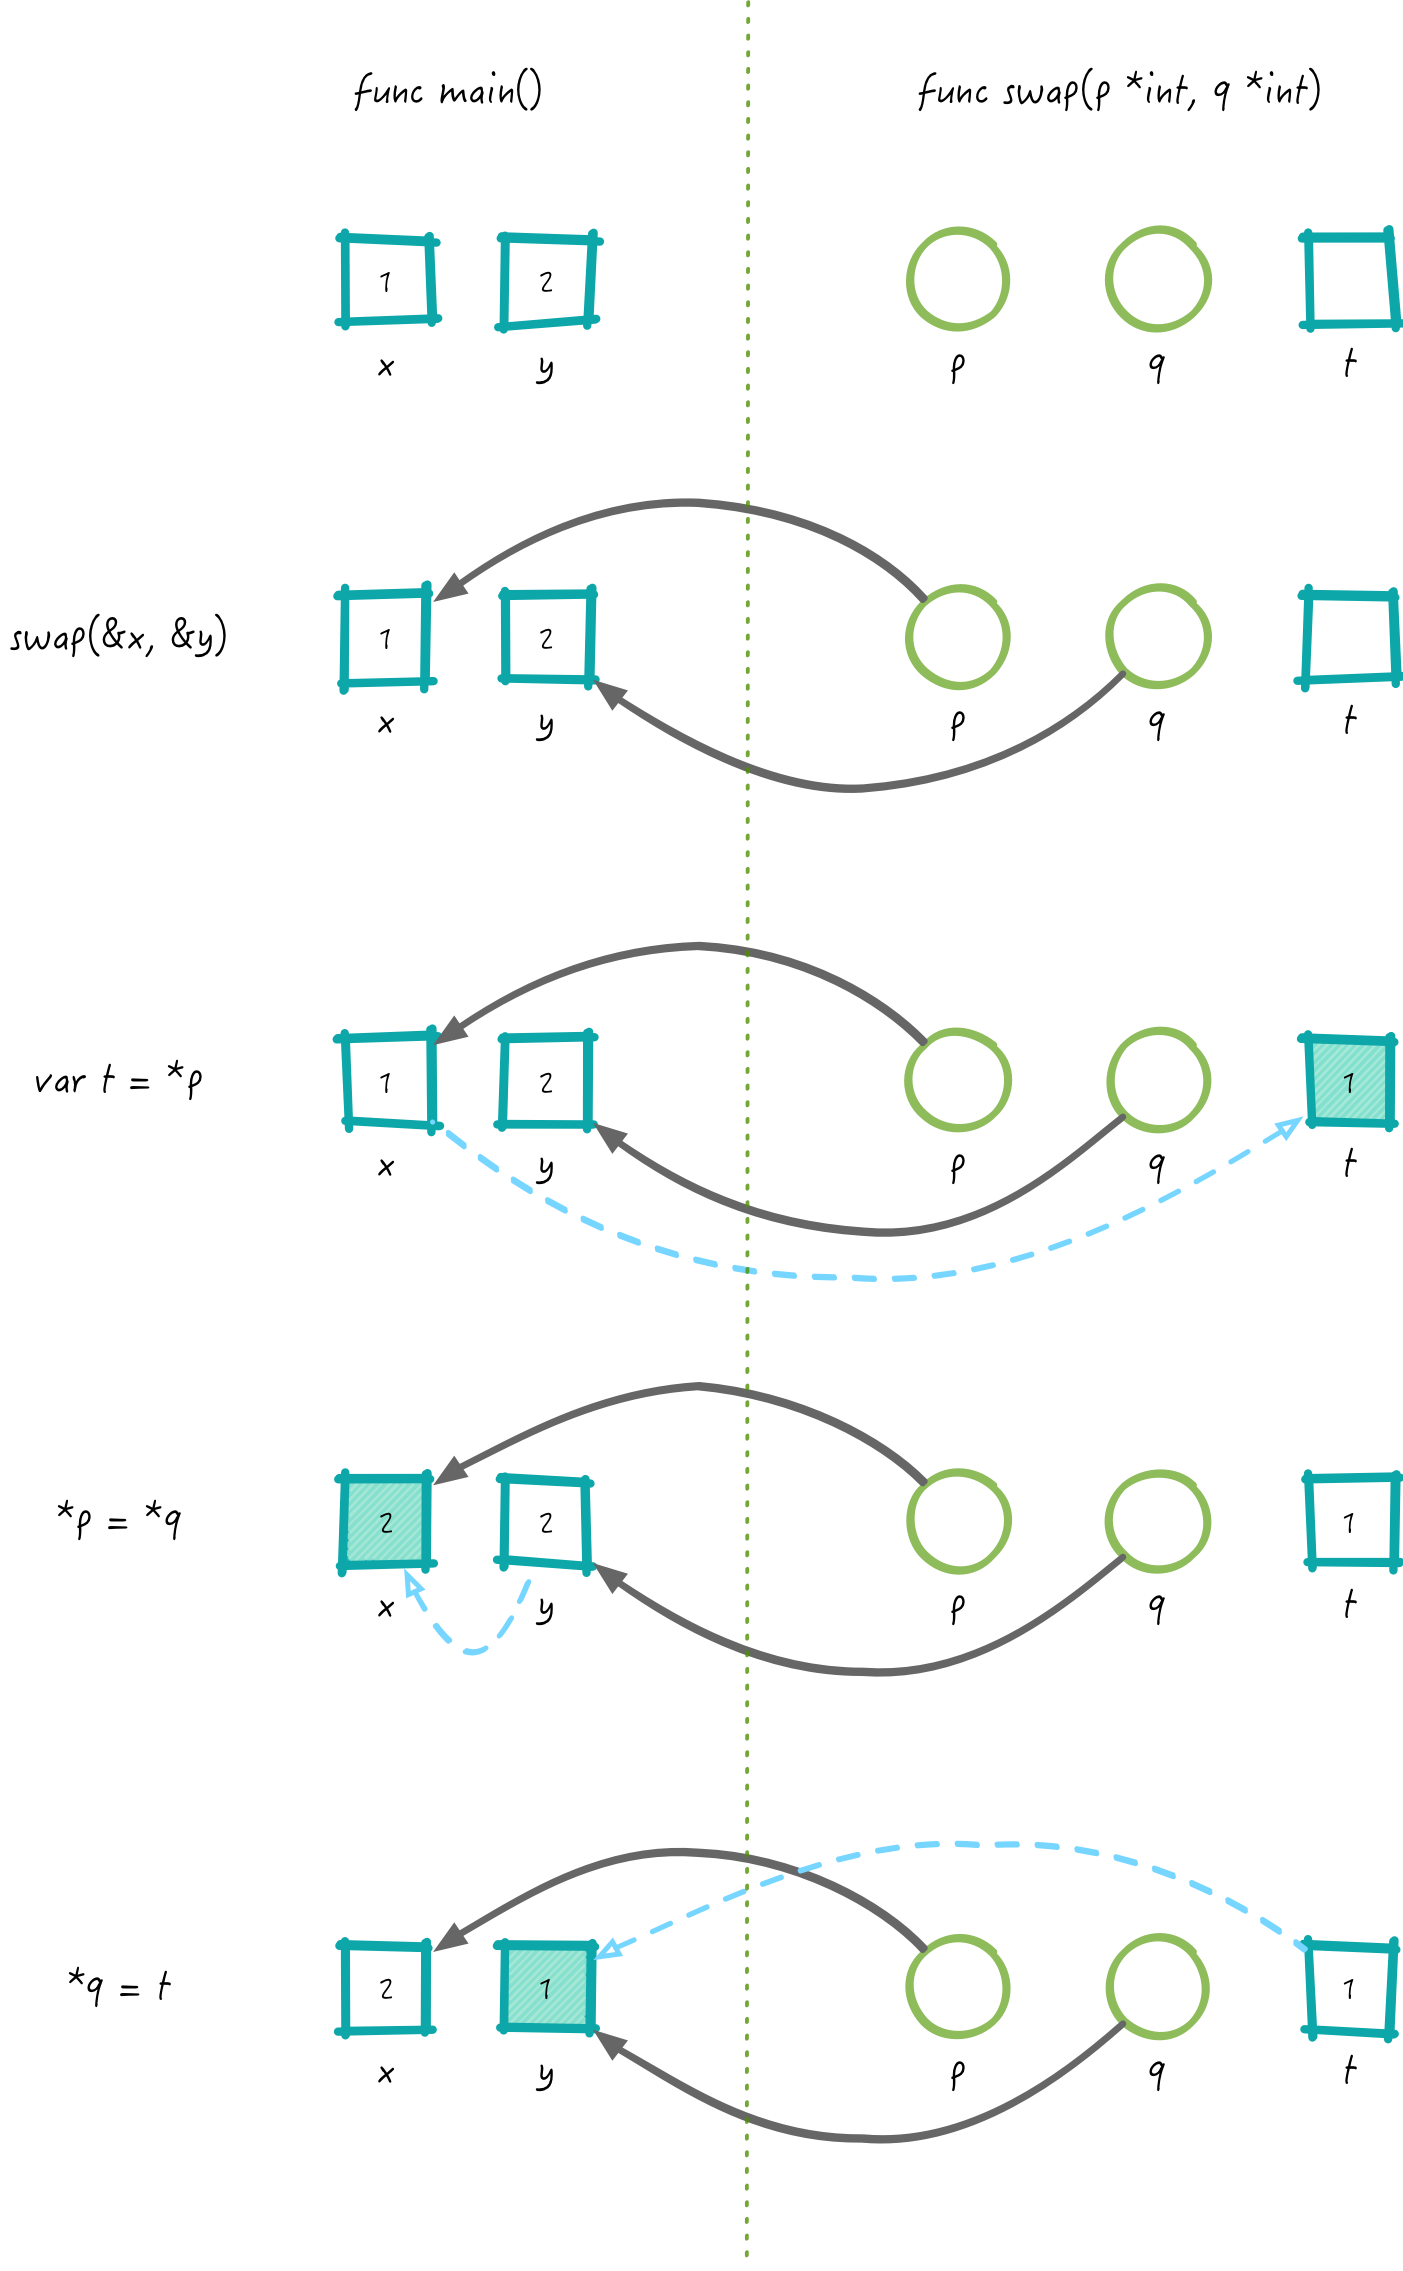 func main() func swap(p *int, q *int)
1 2
x y p q t
swap(&x, &y) 1 2
x y p q t
var t = *p 1 2 1
x y p q t
*p = *q 2 2 1
x y p q t
*q = t 2 1 1
x y p q t